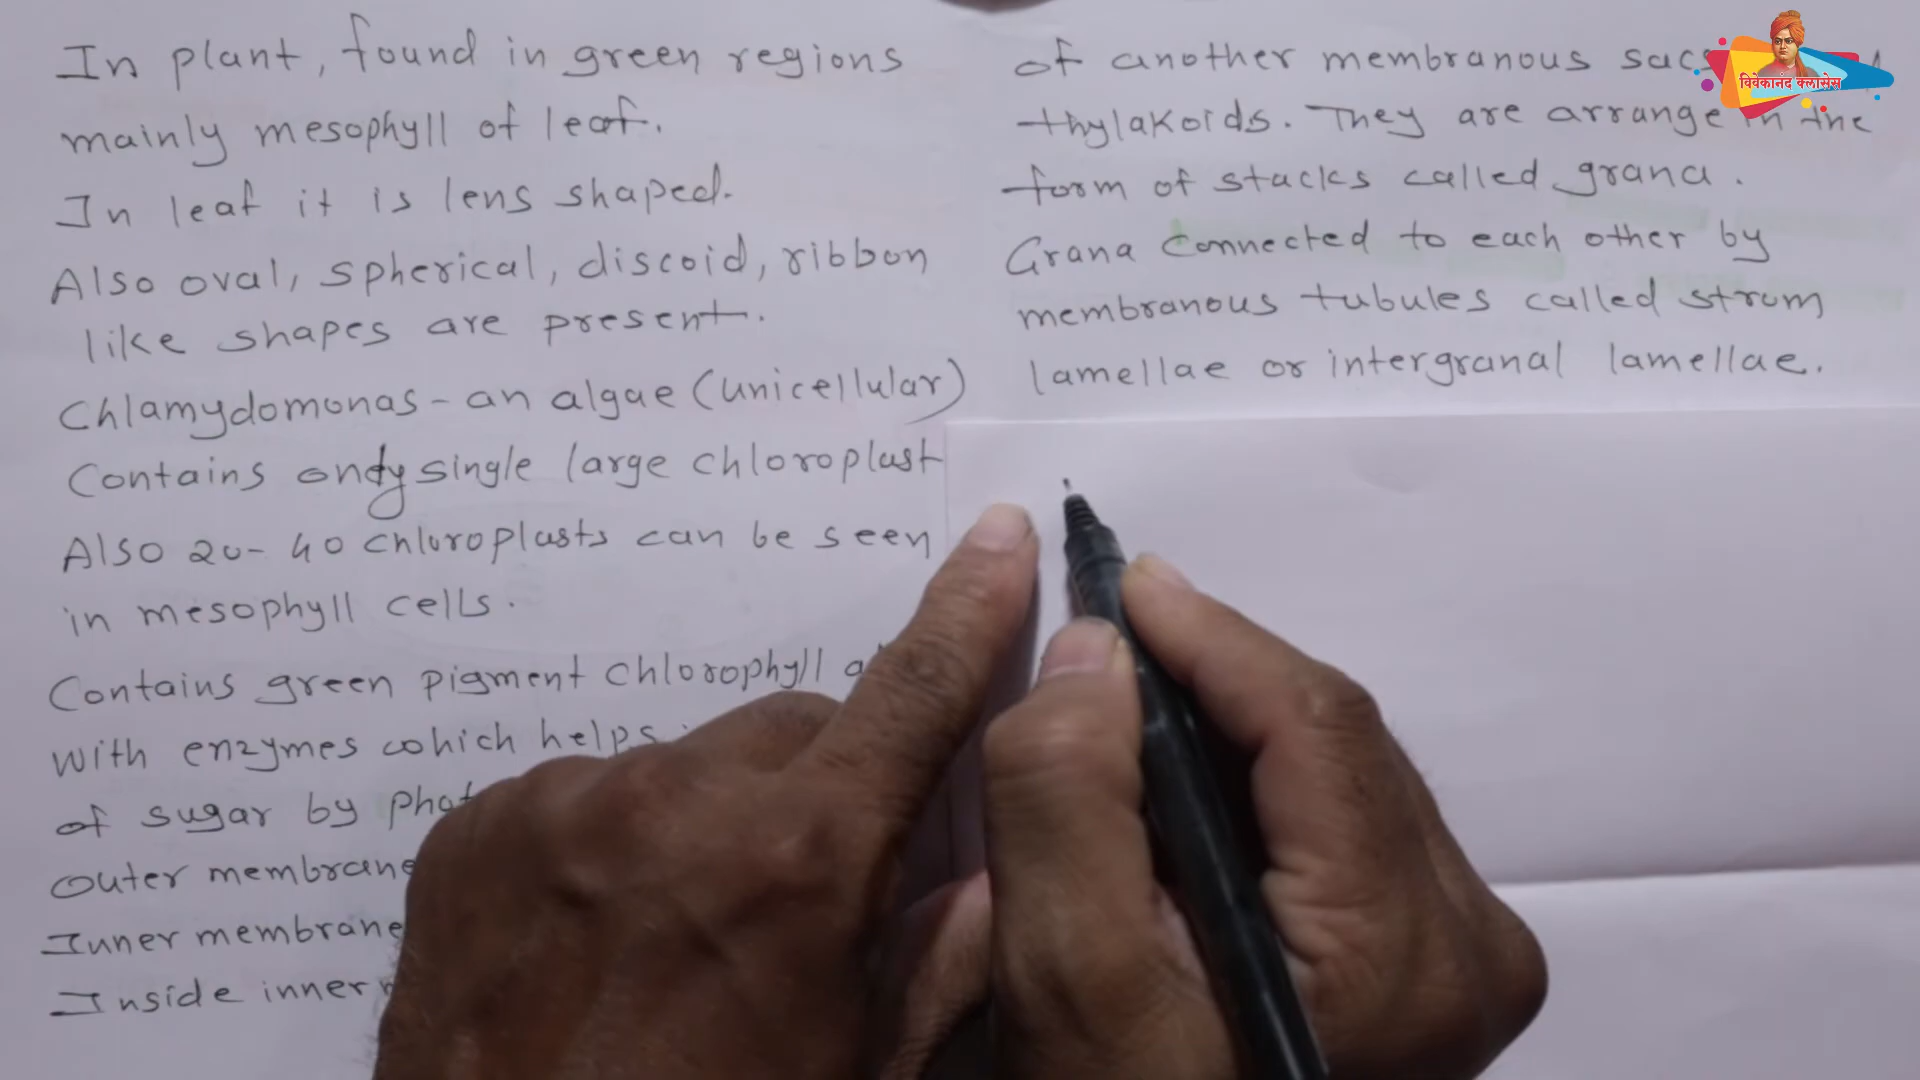 In plant, found in green regions
mainly mesophyll of leaf.
In leaf it is lens shaped.
Also oval, spherical, discoid, ribbon
like shapes are present.
Chlamydomonas - an algae (unicellular)
Contains only single large chloroplast
Also 20-40 chloroplasts can be seen
in mesophyll cells.
Contains green pigment chlorophyll
with enzymes which helps
of sugar by
Outer membrane
Inner membrane
Inside inner
of another membranous sacs
thylakoids. They are arrange in the
form of stacks called grana.
Grana connected to each other by
membranous tubules called strom
lamellae or intergranal lamellae.
विवेकानंद क्लासेस